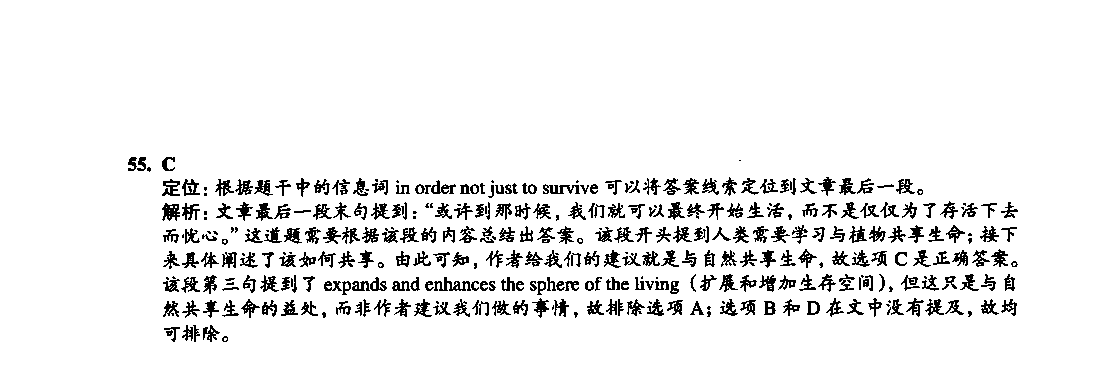 55. C
定位：根据题干中的信息词 in order not just to survive 可以将答案线索定位到文章最后一段。
解析：文章最后一段末句提到：“或许到那时候，我们就可以最终开始生活，而不是仅仅为了存活下去
而忧心。”这道题需要根据该段的内容总结出答案。该段开头提到人类需要学习与植物共享生命；接下
来具体阐述了该如何共享。由此可知，作者给我们的建议就是与自然共享生命，故选项 C 是正确答案。
该段第三句提到了 expands and enhances the sphere of the living（扩展和增加生存空间），但这只是与自
然共享生命的益处，而非作者建议我们做的事情，故排除选项 A；选项 B 和 D 在文中没有提及，故均
可排除。